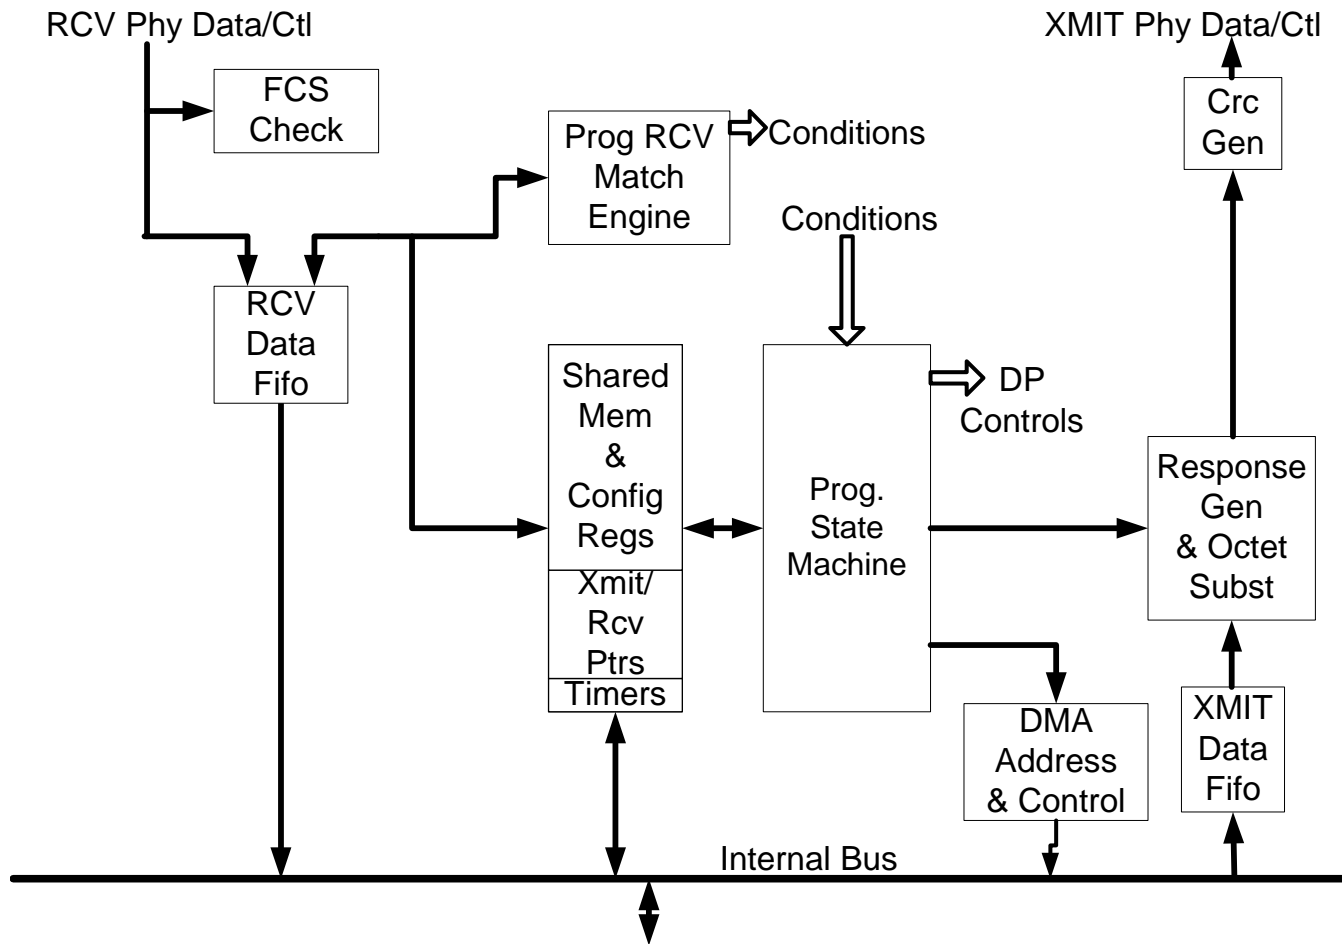 RCV Phy Data/Ctl
XMIT Phy Data/Ctl
FCS
Check
Prog RCV
Match
Engine
Conditions
Crc
Gen
Conditions
RCV
Data
Fifo
Shared
Mem
&
Config
Regs
Xmit/
Rcv
Ptrs
Timers
Prog.
State
Machine
DP
Controls
Response
Gen
& Octet
Subst
DMA
Address
& Control
XMIT
Data
Fifo
Internal Bus